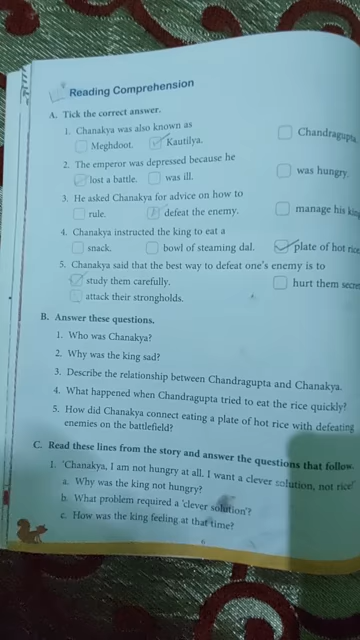 Reading Comprehension
A. Tick the correct answer.
1. Chanakya was also known as
Meghdoot. Kautilya. Chandragupta.
2. The emperor was depressed because he
lost a battle. was ill. was hungry.
3. He asked Chanakya for advice on how to
rule. defeat the enemy. manage his
4. Chanakya instructed the king to eat a
snack. bowl of steaming dal. plate of hot rice
5. Chanakya said that the best way to defeat one's enemy is to
study them carefully. hurt them
attack their strongholds.
B. Answer these questions.
1. Who was Chanakya?
2. Why was the king sad?
3. Describe the relationship between Chandragupta and Chanakya.
4. What happened when Chandragupta tried to eat the rice quickly?
5. How did Chanakya connect eating a plate of hot rice with defeating
enemies on the battlefield?
C. Read these lines from the story and answer the questions that follow.
1. 'Chanakya, I am not hungry at all. I want a clever solution, not rice!'
a. Why was the king not hungry?
b. What problem required a 'clever solution'?
c. How was the king feeling at that time?
6